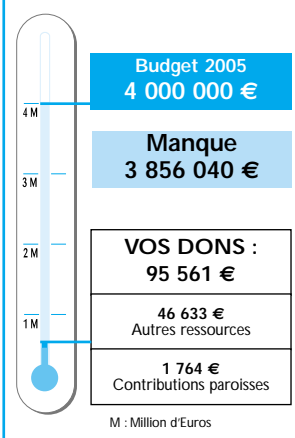 Budget 2005
4 000 000 €
4 M
Manque
3 856 040 €
3 M
2 M
VOS DONS :
95 561 €
1 M
46 633 €
Autres ressources
1 764 €
Contributions paroisses
M : Million d'Euros